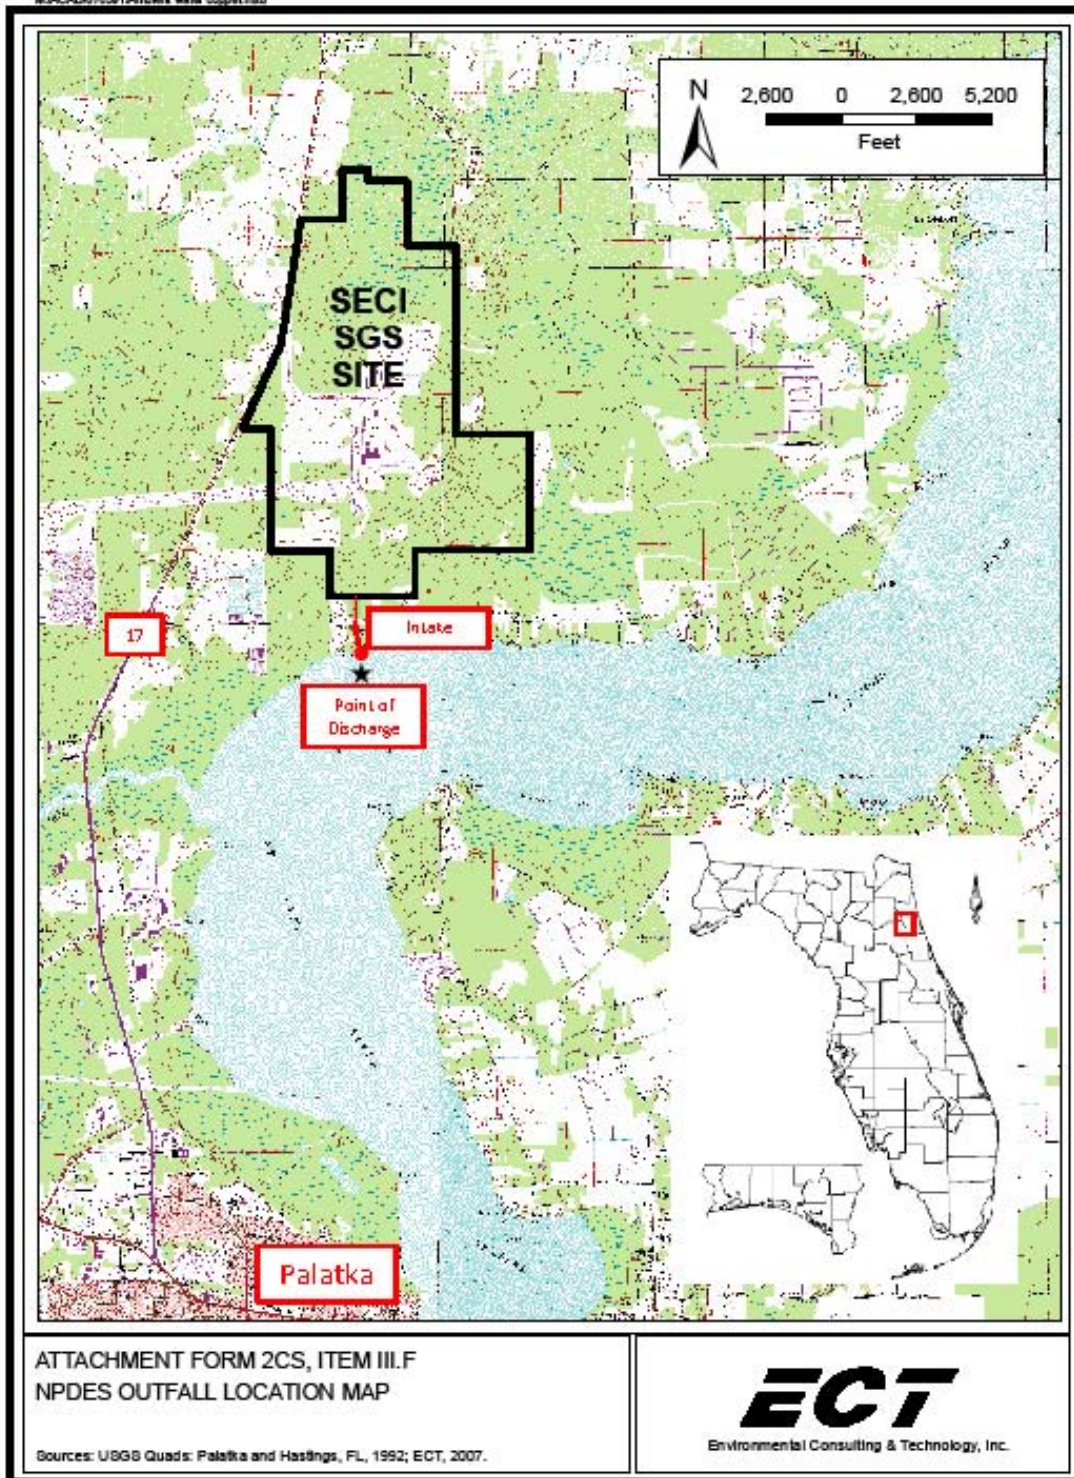 N
2,600 0 2,600 5,200
Feet
SECI
SGS
SITE
17
Intake
Point of
Discharge
Palatka
ATTACHMENT FORM 2CS, ITEM III.F
NPDES OUTFALL LOCATION MAP
Sources: USGS Quads: Palatka and Hastings, FL, 1992; ECT, 2007.
ECT
Environmental Consulting & Technology, Inc.